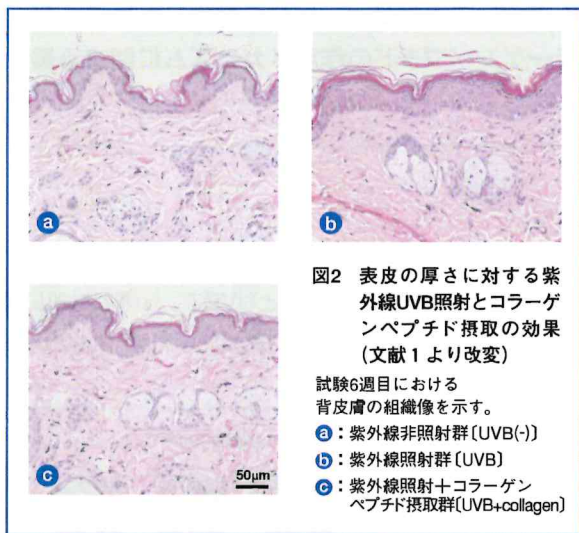 a
b
図2 表皮の厚さに対する紫
外線UVB照射とコラーゲ
ンペプチド摂取の効果
(文献1より改変)
試験6週目における
背皮膚の組織像を示す。
a：紫外線非照射群〔UVB(-)〕
b：紫外線照射群〔UVB〕
c：紫外線照射＋コラーゲン
ペプチド摂取群〔UVB+collagen〕
c
50μm